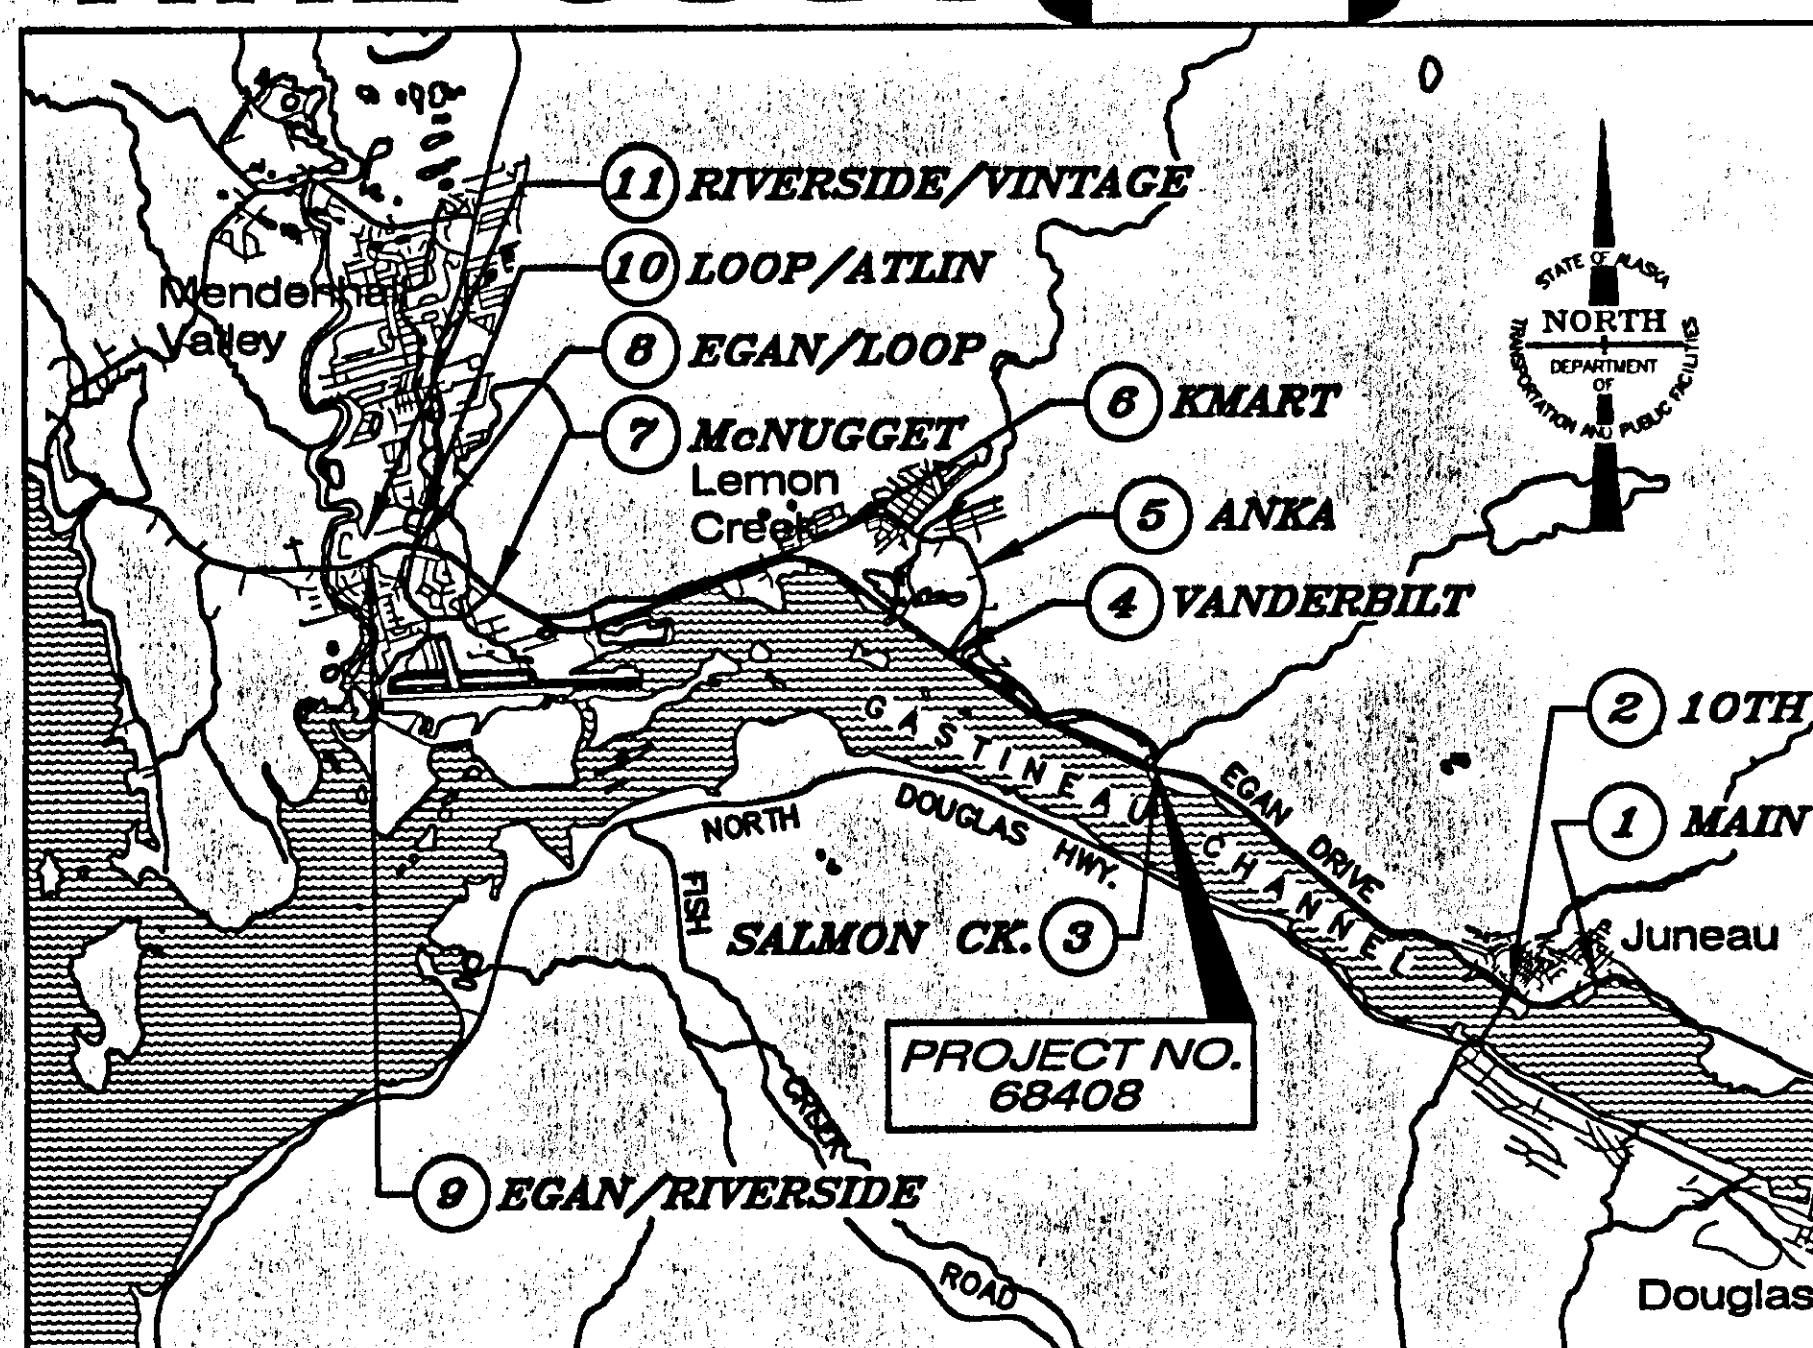 11 RIVERSIDE/VINTAGE
10 LOOP/ATLIN
8 EGAN/LOOP
7 McNUGGET
Mendenhall
Valley
Lemon
Creek
6 KMART
5 ANKA
4 VANDERBILT
STATE OF ALASKA
NORTH
DEPARTMENT
OF
TRANSPORTATION AND PUBLIC FACILITIES
2 10TH
1 MAIN
GASTINEAU CHANNEL
EGAN DRIVE
NORTH DOUGLAS HWY.
FISH
CREEK
ROAD
SALMON CK. 3
Juneau
PROJECT NO.
68408
9 EGAN/RIVERSIDE
Douglas